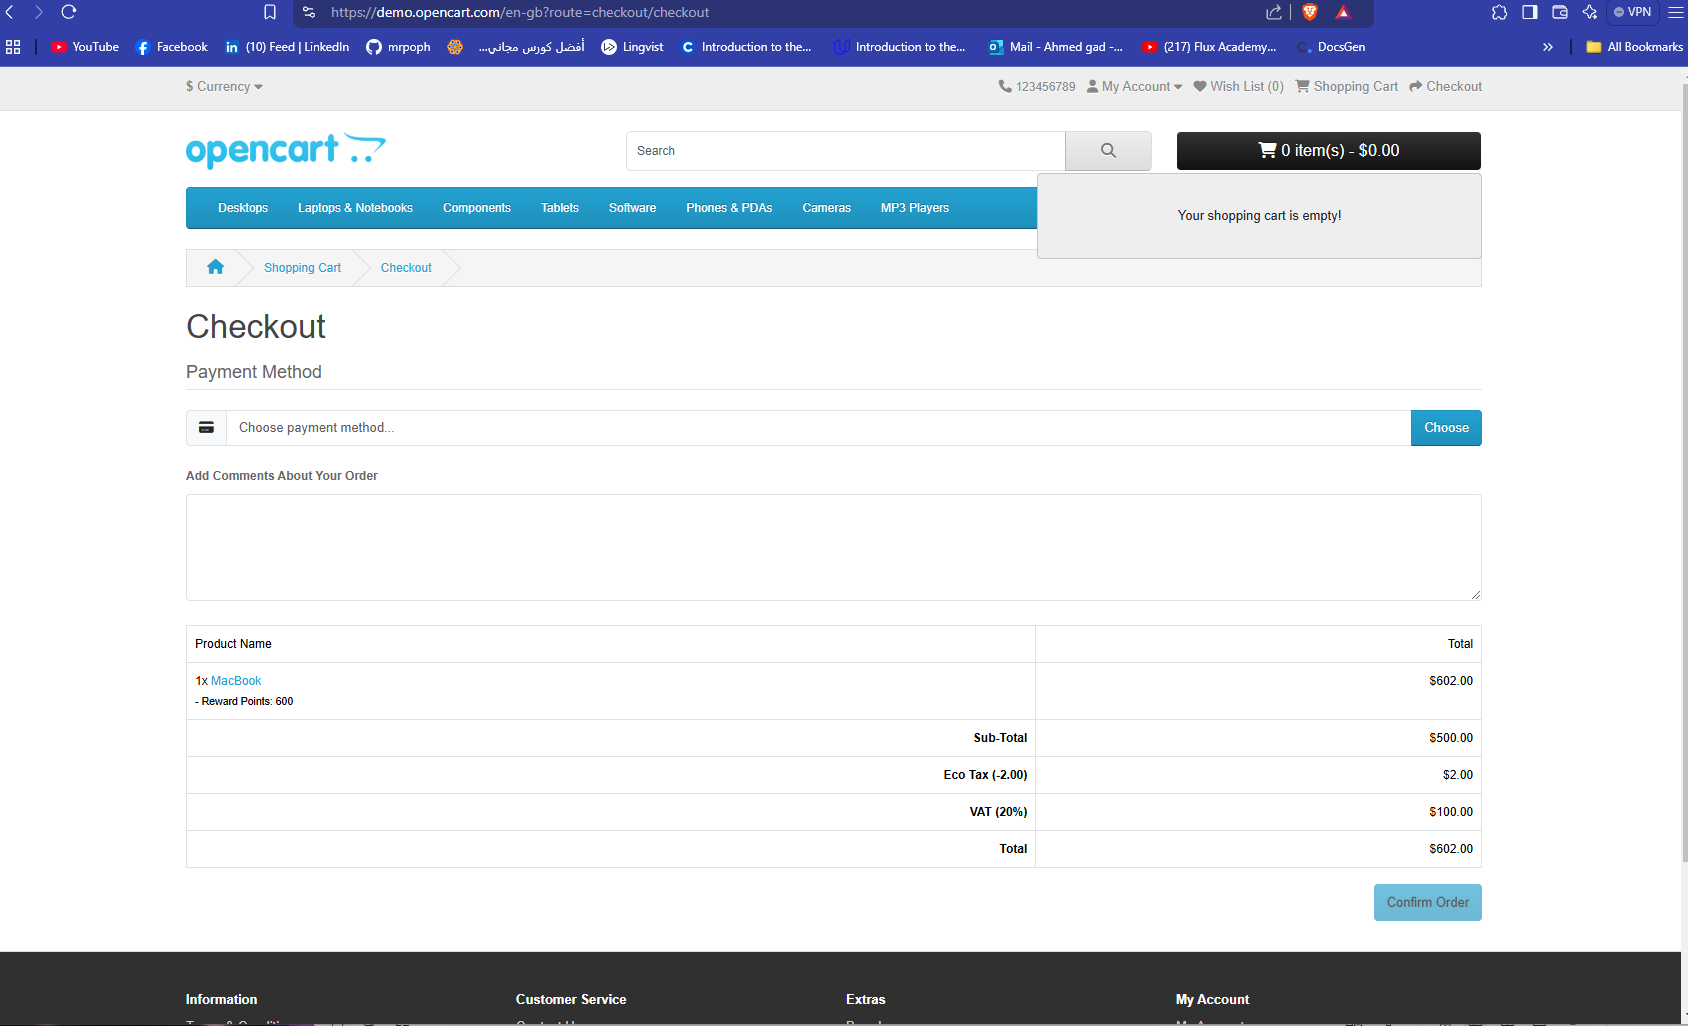 https://demo.opencart.com/en-gb?route=checkout/checkout
VPN
YouTube
Facebook
(10) Feed | LinkedIn
mrpoph
أفضل كورس مجاني...
Lingvist
Introduction to the...
Introduction to the...
Mail - Ahmed gad -...
(217) Flux Academy...
DocsGen
All Bookmarks
$ Currency
123456789
My Account
Wish List (0)
Shopping Cart
Checkout
opencart
Search
0 item(s) - $0.00
Desktops
Laptops & Notebooks
Components
Tablets
Software
Phones & PDAs
Cameras
MP3 Players
Your shopping cart is empty!
Shopping Cart
Checkout
Checkout
Payment Method
Choose payment method...
Choose
Add Comments About Your Order
Product Name Total
1x MacBook $602.00
- Reward Points: 600
Sub-Total $500.00
Eco Tax (-2.00) $2.00
VAT (20%) $100.00
Total $602.00
Confirm Order
Information
Customer Service
Extras
My Account